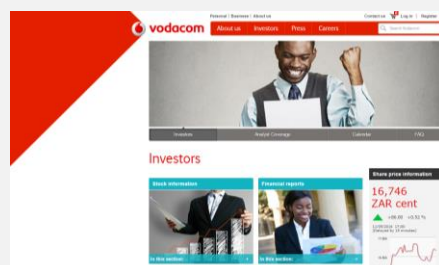 Personal | Business | About us
Contact us
Log in | Register
vodacom
About us
Investors
Press
Careers
Investors
Analyst Coverage
Calendar
FAQ
Investors
Stock information
Financial reports
Share price information
16,746
ZAR cent
In this section
In this section